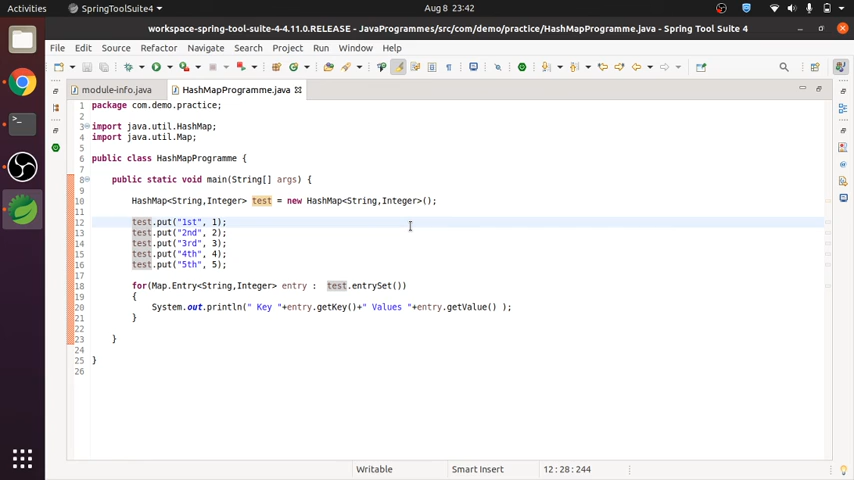 Activities SpringToolSuite4 Aug 8 23:42
workspace-spring-tool-suite-4-4.11.0.RELEASE - JavaProgrammes/src/com/demo/practice/HashMapProgramme.java - Spring Tool Suite 4
File Edit Source Refactor Navigate Search Project Run Window Help
module-info.java HashMapProgramme.java
1 package com.demo.practice;
2
3 import java.util.HashMap;
4 import java.util.Map;
5
6 public class HashMapProgramme {
7
8 public static void main(String[] args) {
9
10 HashMap<String,Integer> test = new HashMap<String,Integer>();
11
12 test.put("1st", 1);
13 test.put("2nd", 2);
14 test.put("3rd", 3);
15 test.put("4th", 4);
16 test.put("5th", 5);
17
18 for(Map.Entry<String,Integer> entry : test.entrySet())
19 {
20 System.out.println(" Key "+entry.getKey()+" Values "+entry.getValue() );
21 }
22
23 }
24
25 }
26
Writable Smart Insert 12:28:244